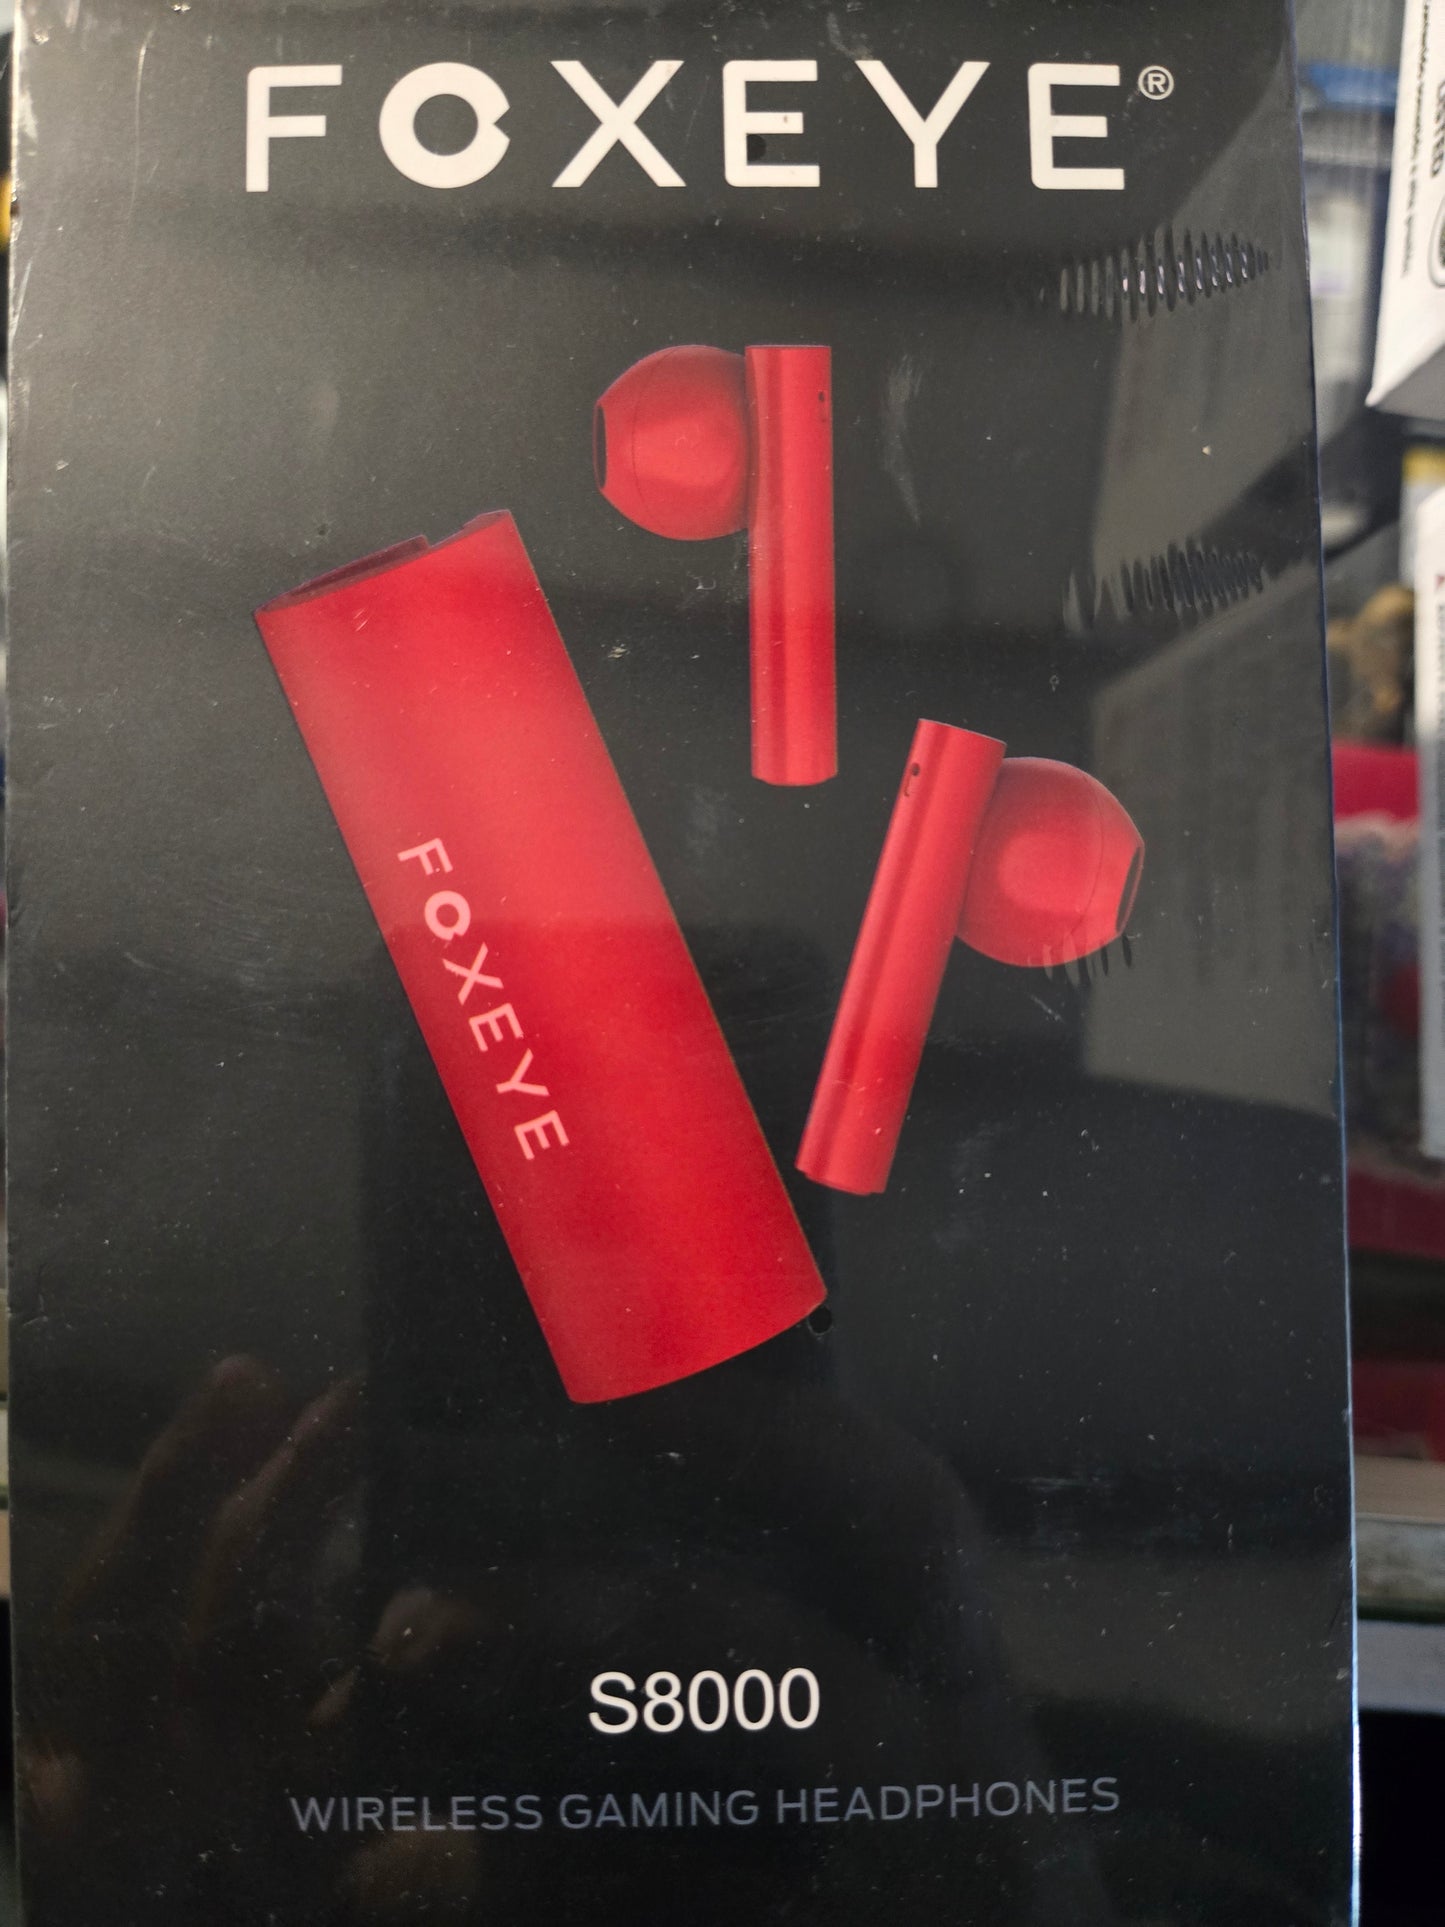 FOXEYE®
FOXEYE
S8000
WIRELESS GAMING HEADPHONES